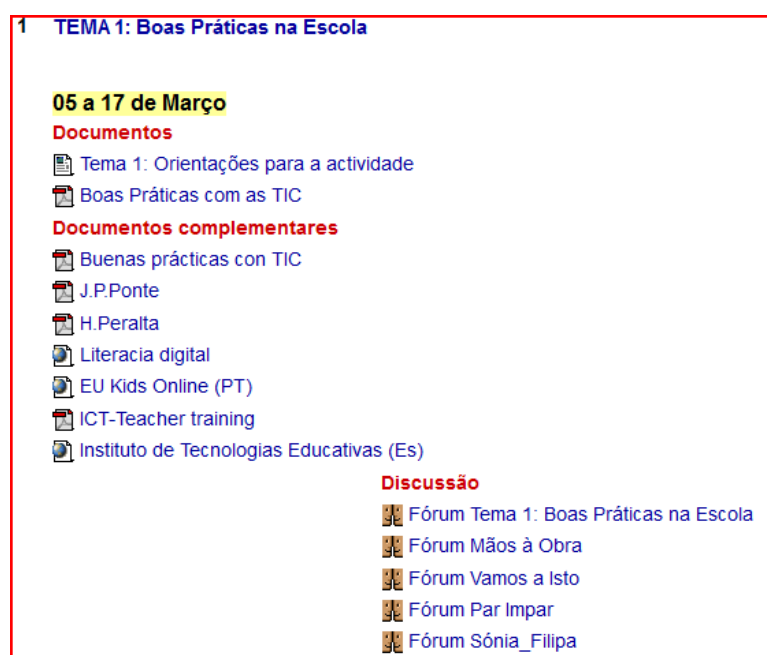 1 TEMA 1: Boas Práticas na Escola
05 a 17 de Março
Documentos
Tema 1: Orientações para a actividade
Boas Práticas com as TIC
Documentos complementares
Buenas prácticas con TIC
J.P.Ponte
H.Peralta
Literacia digital
EU Kids Online (PT)
ICT-Teacher training
Instituto de Tecnologias Educativas (Es)
Discussão
Fórum Tema 1: Boas Práticas na Escola
Fórum Mãos à Obra
Fórum Vamos a Isto
Fórum Par Impar
Fórum Sónia_Filipa